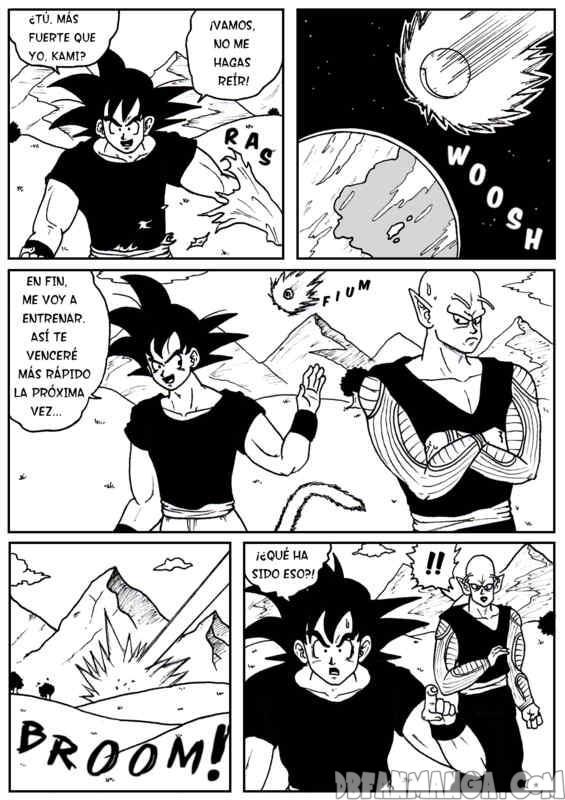 ¿TÚ, MÁS
FUERTE QUE
YO, KAMI?
¡VAMOS,
NO ME
HAGAS
REÍR!
RAS
WOOSH
EN FIN,
ME VOY A
ENTRENAR.
ASÍ TE
VENCERÉ
MÁS RÁPIDO
LA PRÓXIMA
VEZ...
FIUM
BROOM!
¡¿QUÉ HA
SIDO ESO?!
!!
DBFANMANGA.COM